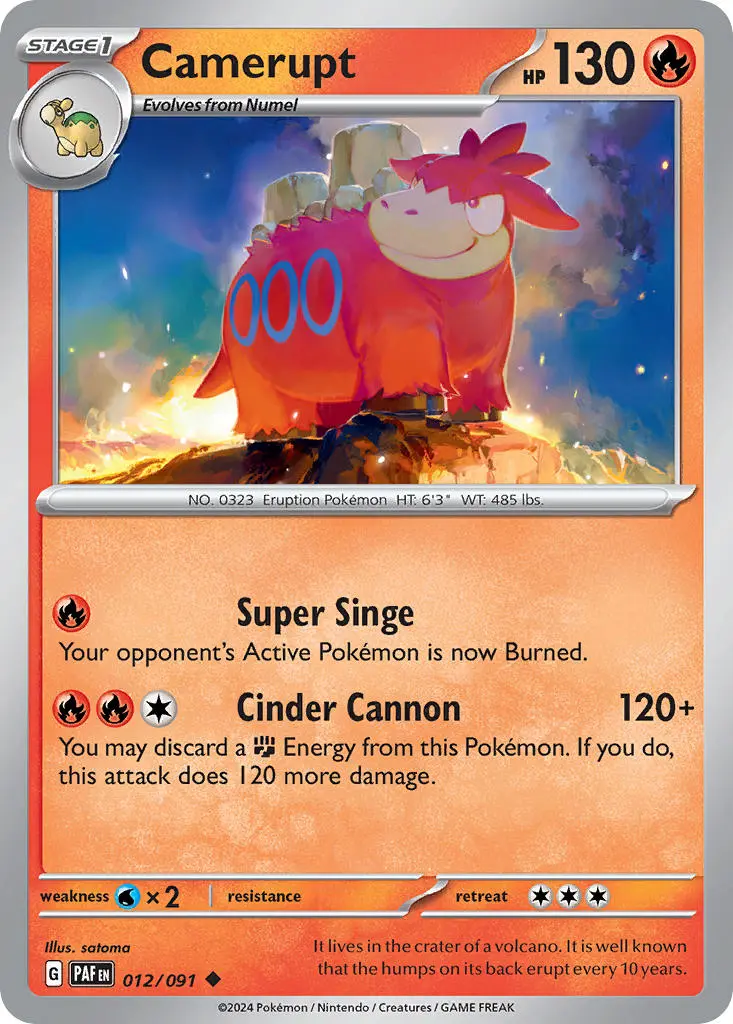 STAGE1
Camerupt
HP 130
Evolves from Numel
NO. 0323 Eruption Pokémon HT: 6'3" WT: 485 lbs.
Super Singe
Your opponent's Active Pokémon is now Burned.
Cinder Cannon 120+
You may discard a Energy from this Pokémon. If you do,
this attack does 120 more damage.
weakness ×2 resistance retreat
Illus. satoma
It lives in the crater of a volcano. It is well known
that the humps on its back erupt every 10 years.
G PAF EN 012/091
©2024 Pokémon / Nintendo / Creatures / GAME FREAK